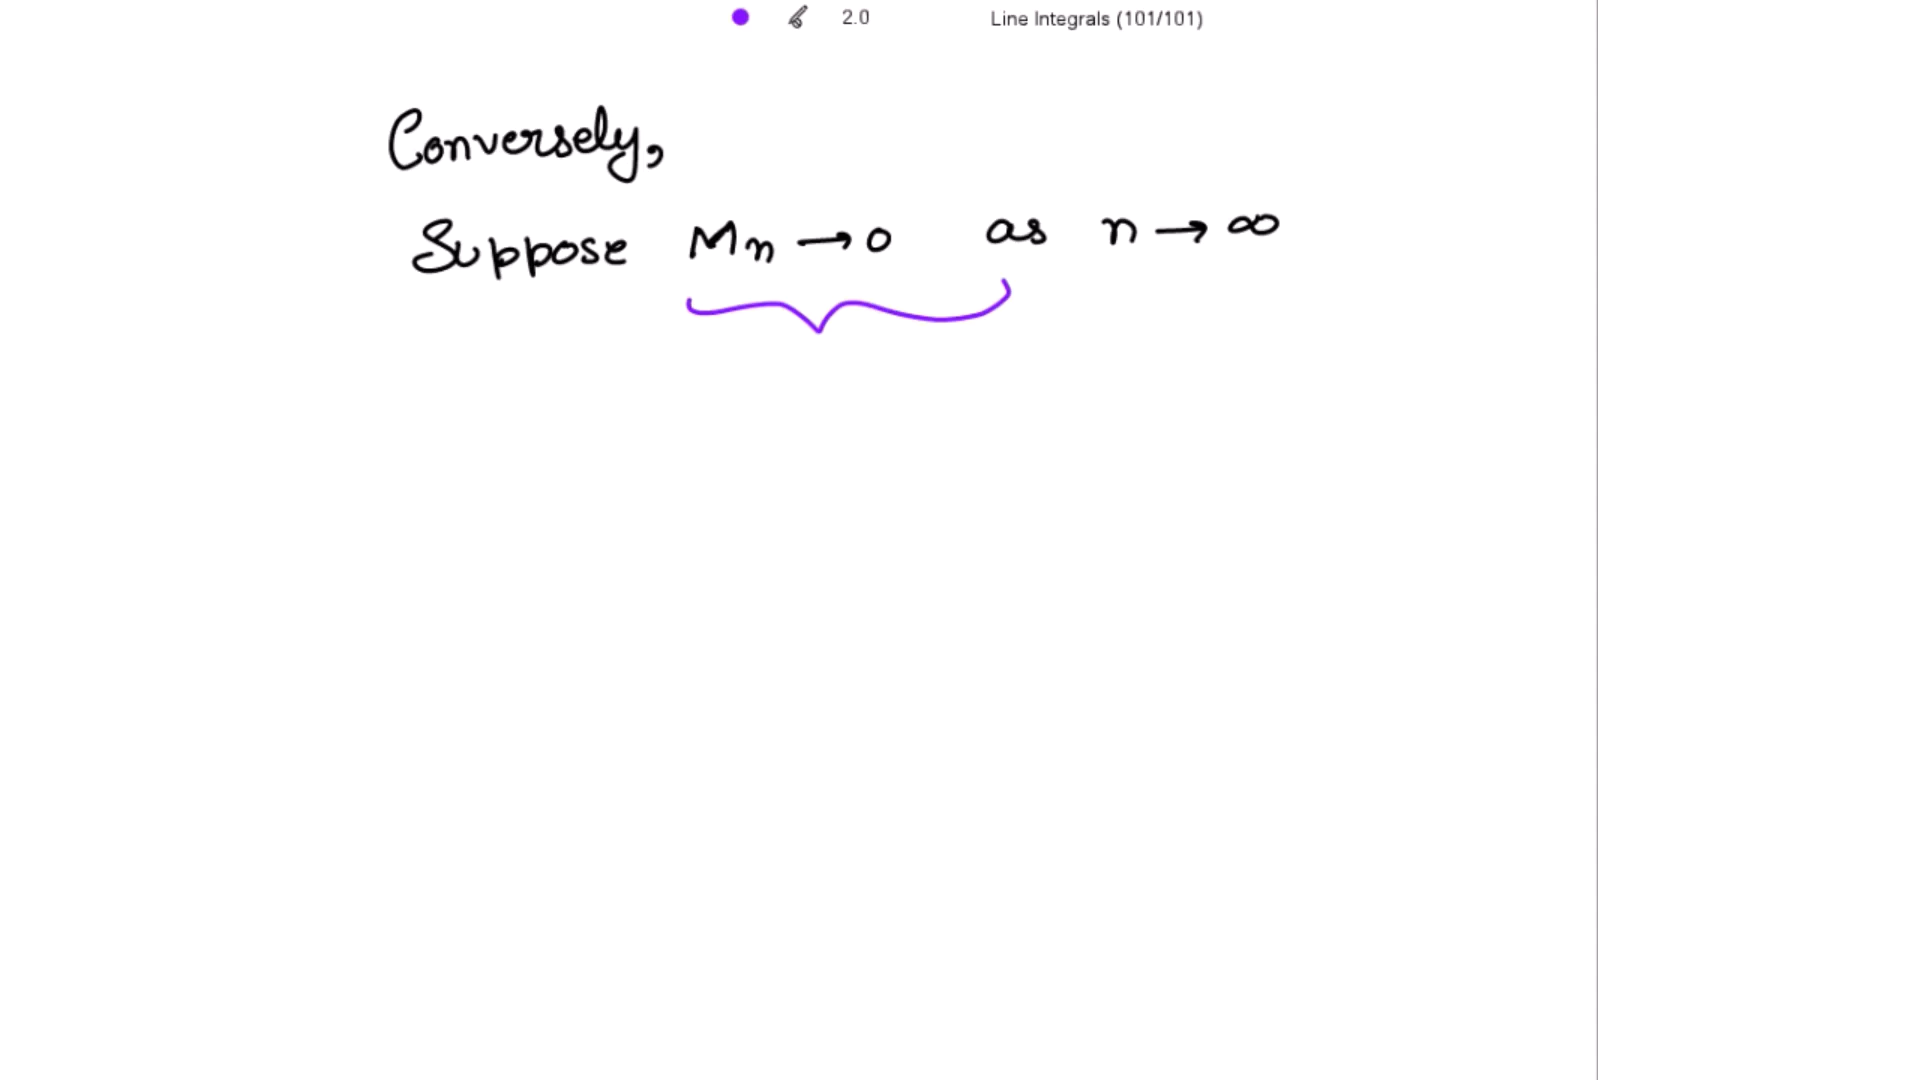 2.0 Line Integrals (101/101)
Conversely,
Suppose Mn → 0 as n → ∞